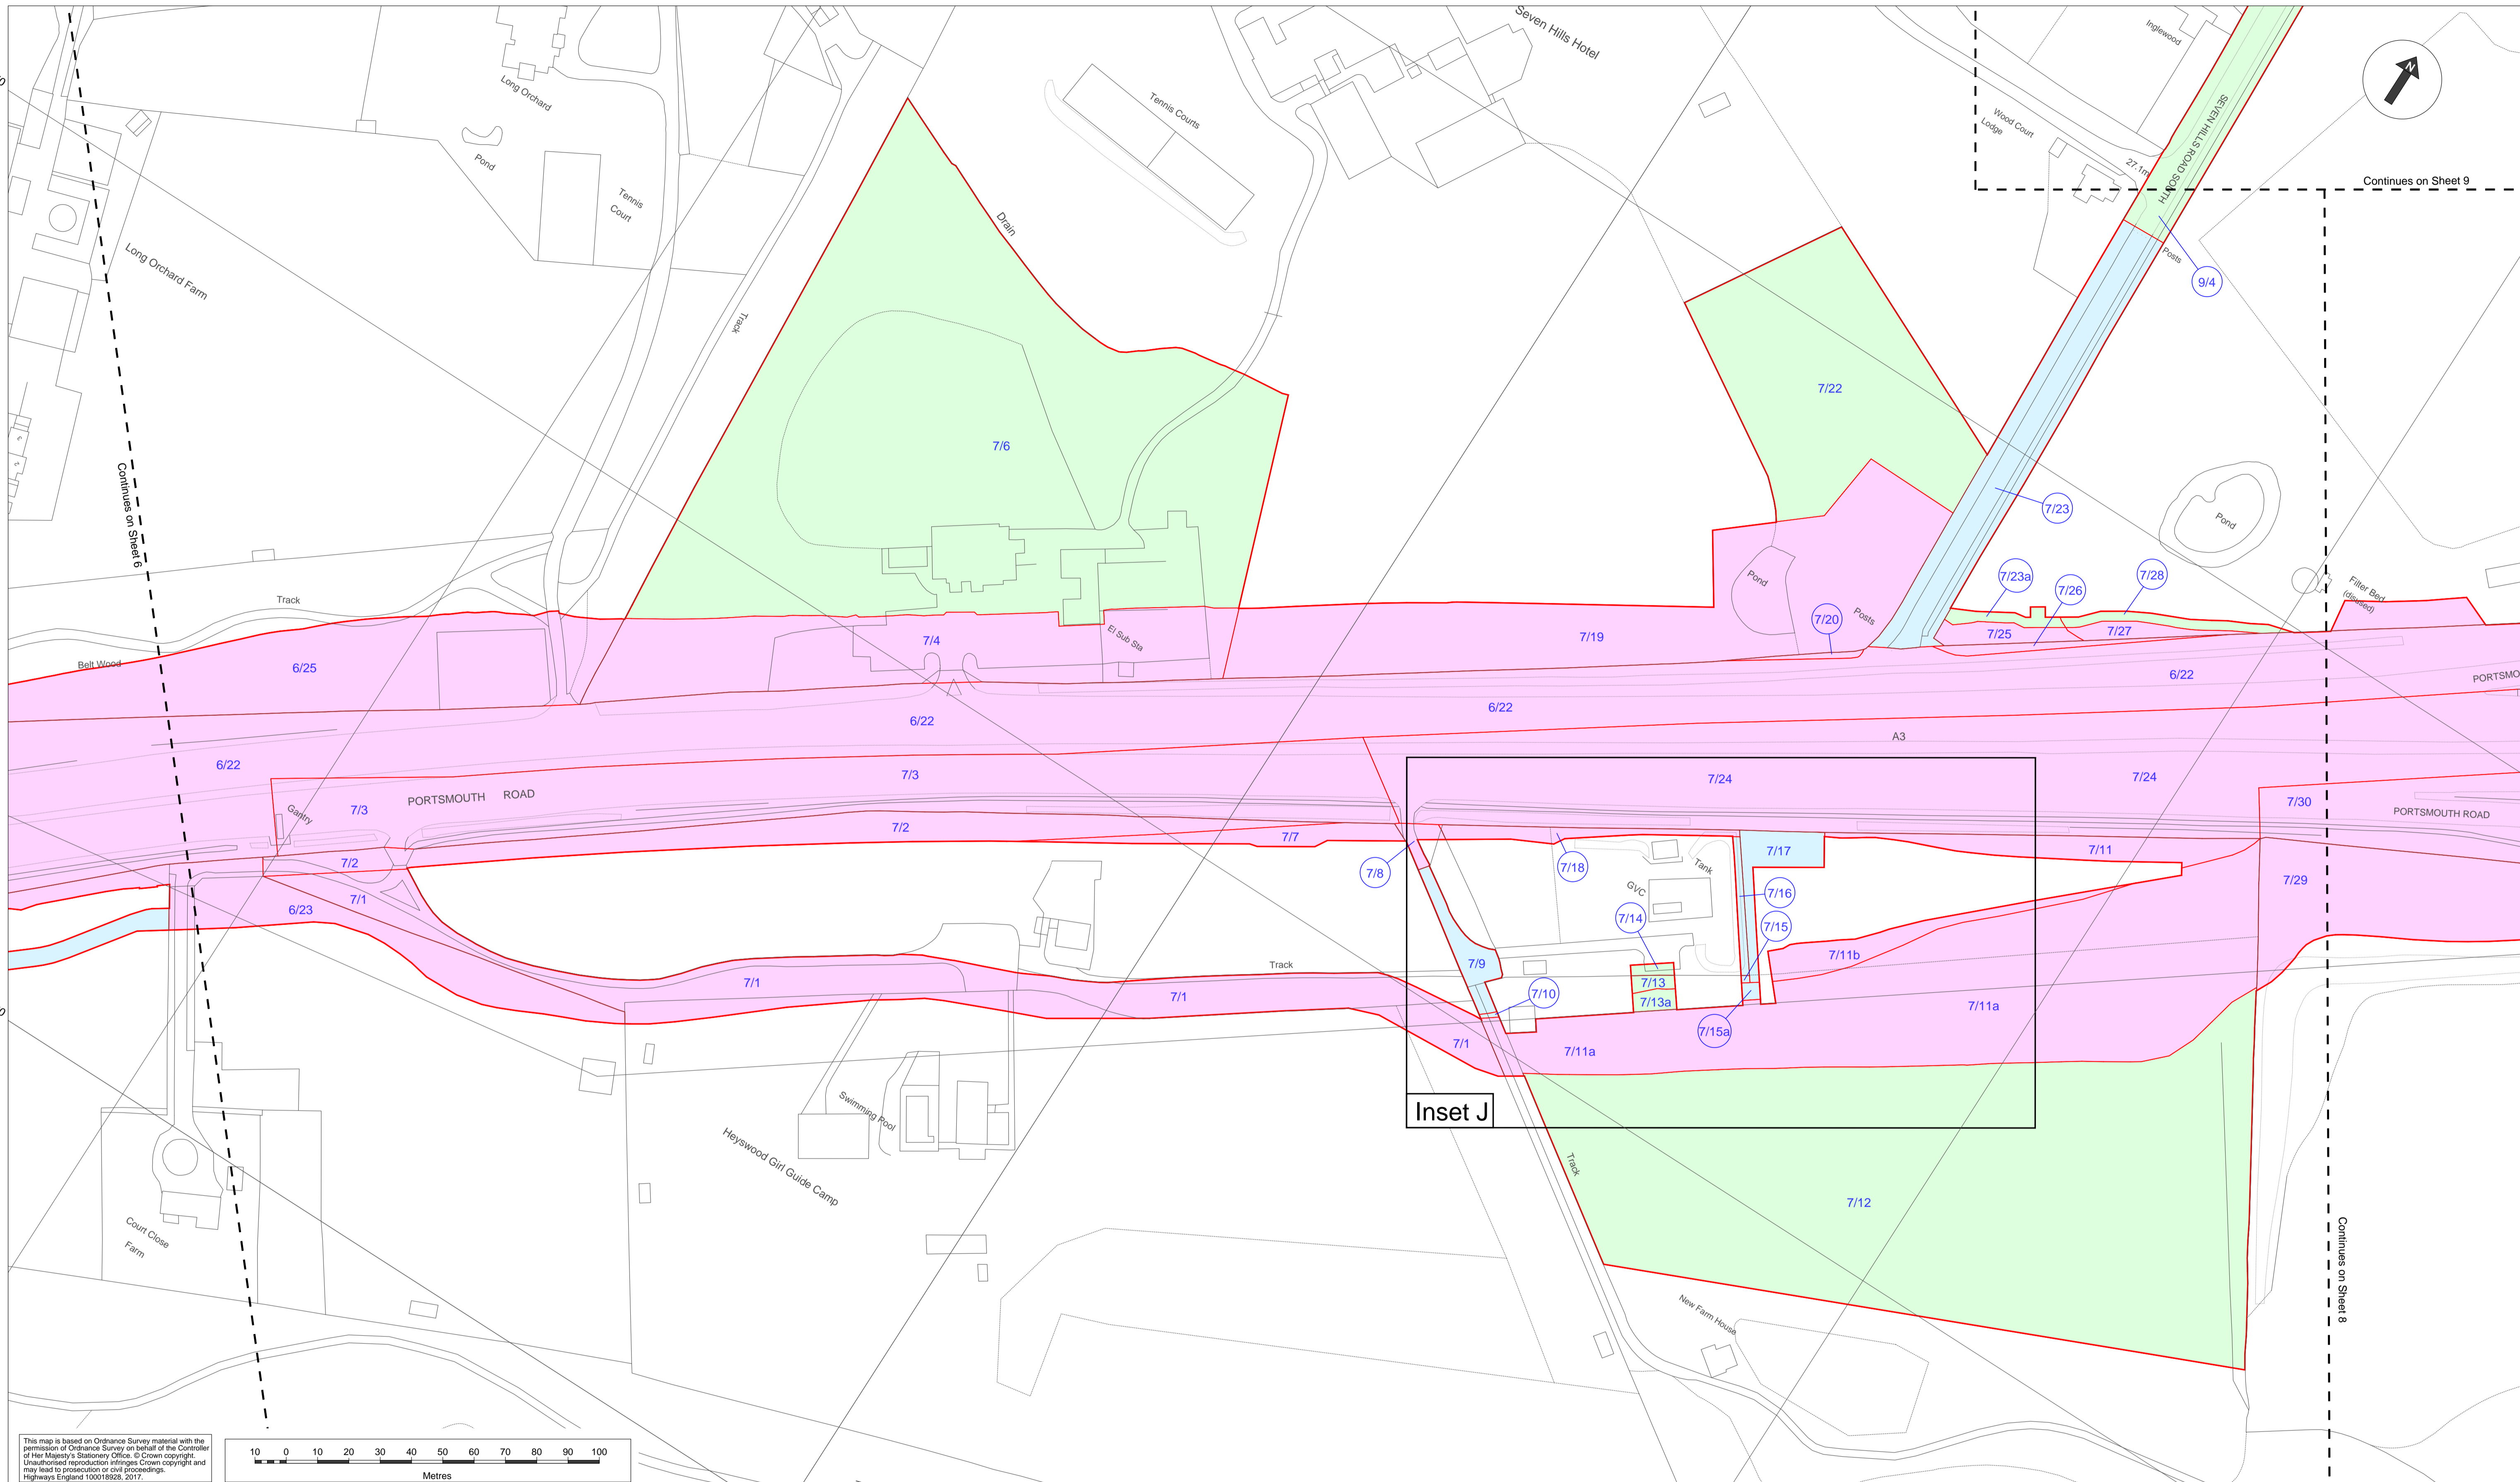 Seven Hills Hotel
Inglewood
N
Long Orchard
Tennis Courts
SEVEN HILLS ROAD SOUTH
Wood Court
Lodge
Pond
27.1m
Continues on Sheet 9
Tennis
Court
Drain
Long Orchard Farm
Posts
9/4
Track
7/22
7/6
Continues on Sheet 6
7/23
Pond
Pond
7/23a
7/26
7/28
Filter Bed
(disused)
Track
7/20
Posts
7/4
El Sub Sta
7/19
7/25
7/27
Belt Wood
6/25
6/22
PORTSMO
6/22
6/22
6/22
A3
7/3
7/24
7/24
7/3
PORTSMOUTH ROAD
Gantry
7/30
PORTSMOUTH ROAD
7/2
7/7
7/2
7/8
7/18
GVC
Tank
7/17
7/11
7/16
7/29
7/1
6/23
7/14
7/15
7/11b
Track
7/9
7/1
7/1
7/10
7/13
7/13a
7/15a
7/11a
7/1
7/11a
Inset J
Swimming Pool
Heyswood Girl Guide Camp
Track
7/12
Court Close
Farm
Continues on Sheet 8
New Farm House
This map is based on Ordnance Survey material with the
permission of Ordnance Survey on behalf of the Controller
of Her Majesty's Stationery Office. © Crown copyright.
Unauthorised reproduction infringes Crown copyright and
may lead to prosecution or civil proceedings.
Highways England 100018928, 2017.
10 0 10 20 30 40 50 60 70 80 90 100
Metres